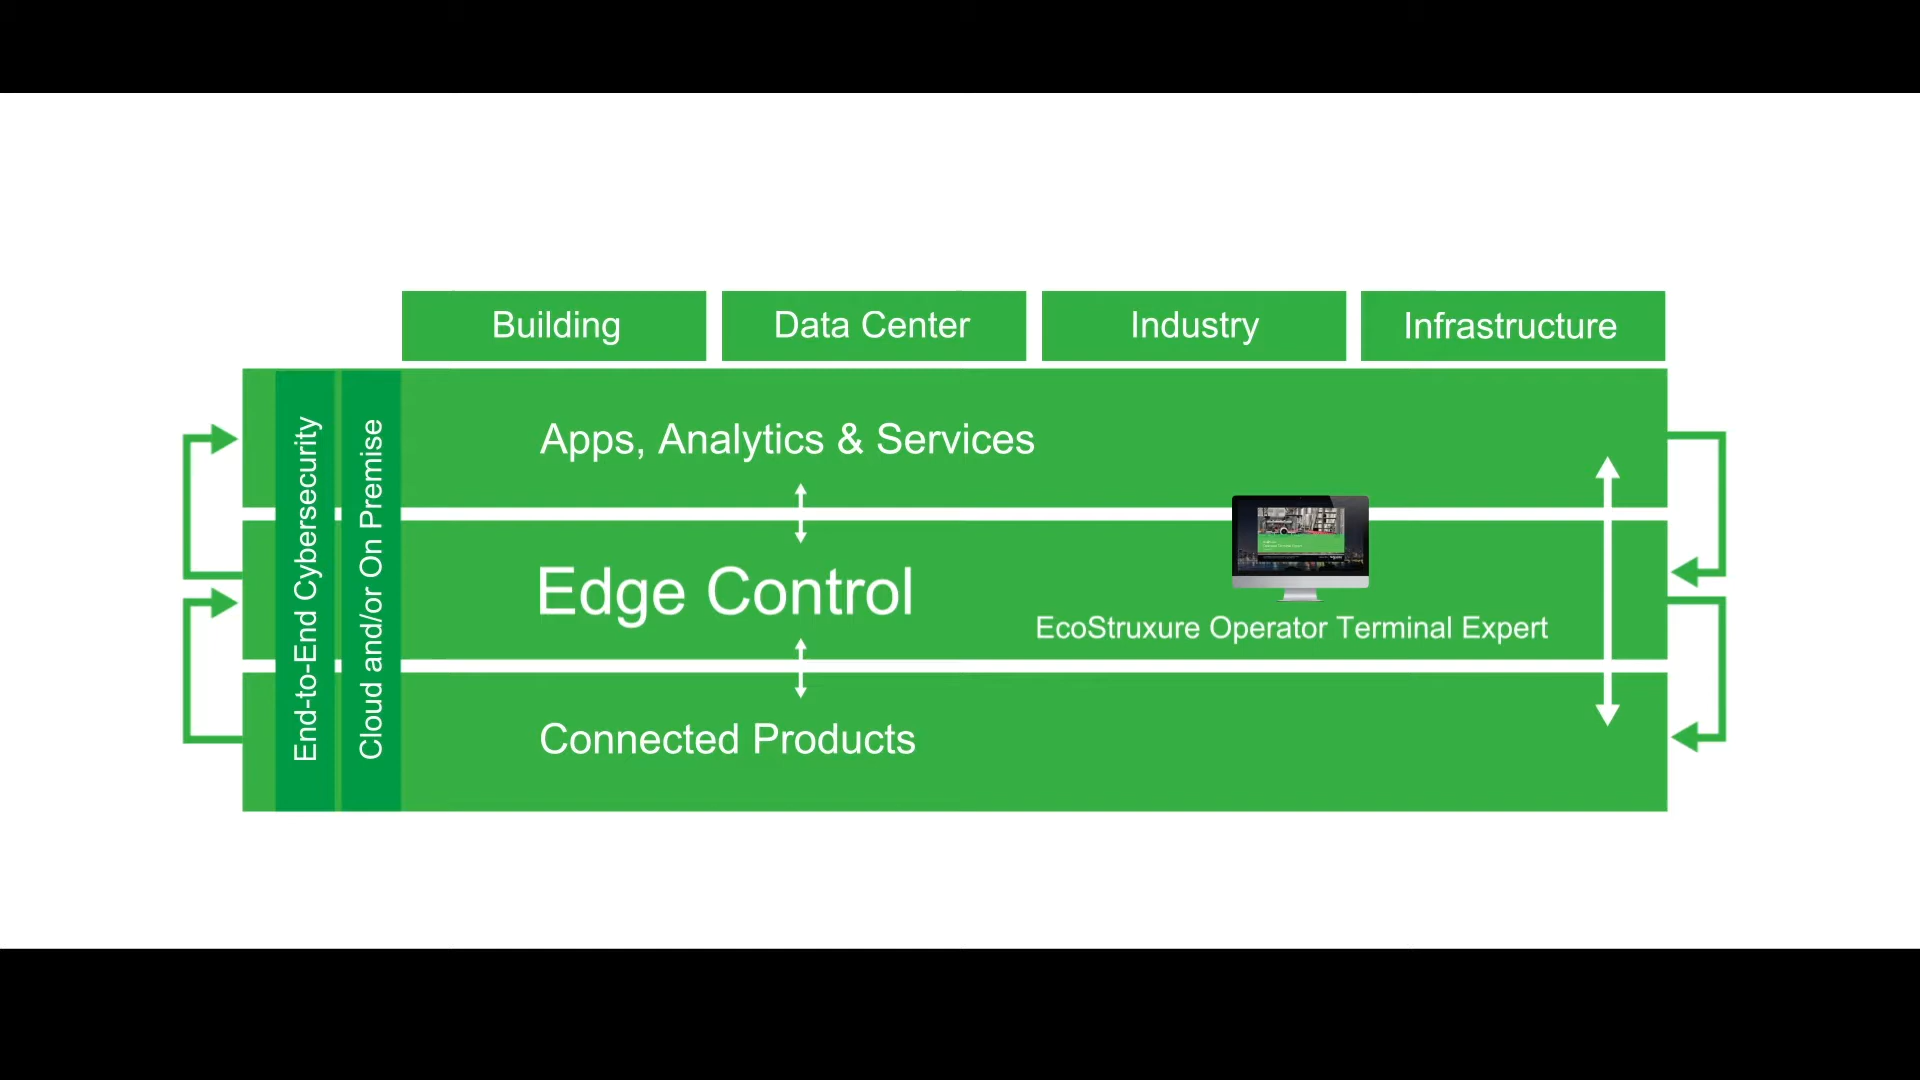 Building
Data Center
Industry
Infrastructure
End-to-End Cybersecurity
Cloud and/or On Premise
Apps, Analytics & Services
Edge Control
EcoStruxure Operator Terminal Expert
Connected Products